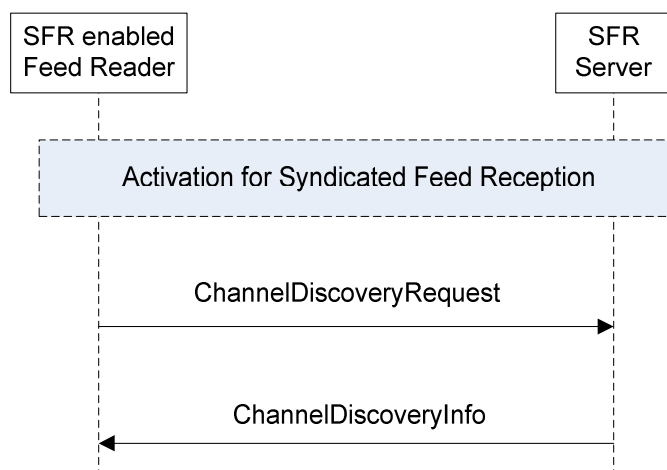 SFR enabled
Feed Reader
SFR
Server
Activation for Syndicated Feed Reception
ChannelDiscoveryRequest
ChannelDiscoveryInfo